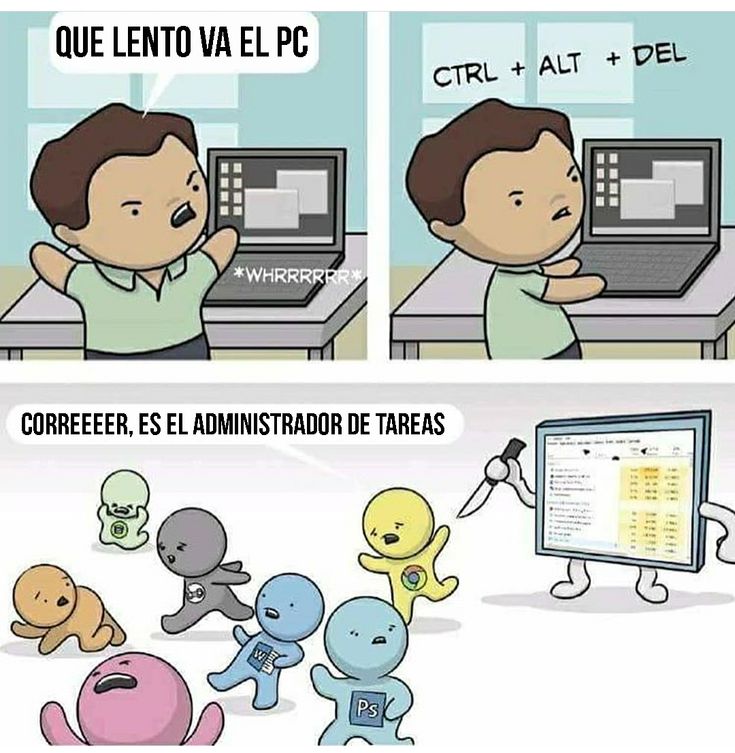 QUE LENTO VA EL PC
*WHRRRRRR*
CTRL + ALT + DEL
CORREEEER, ES EL ADMINISTRADOR DE TAREAS
W
Ps